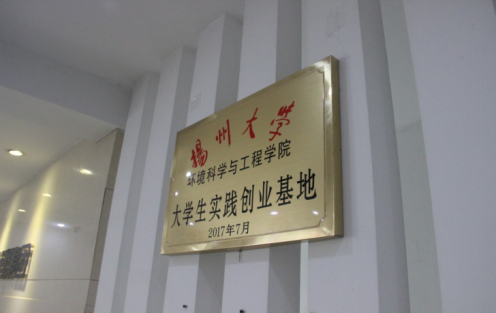 扬州大学
环境科学与工程学院
大学生实践创业基地
2017年7月